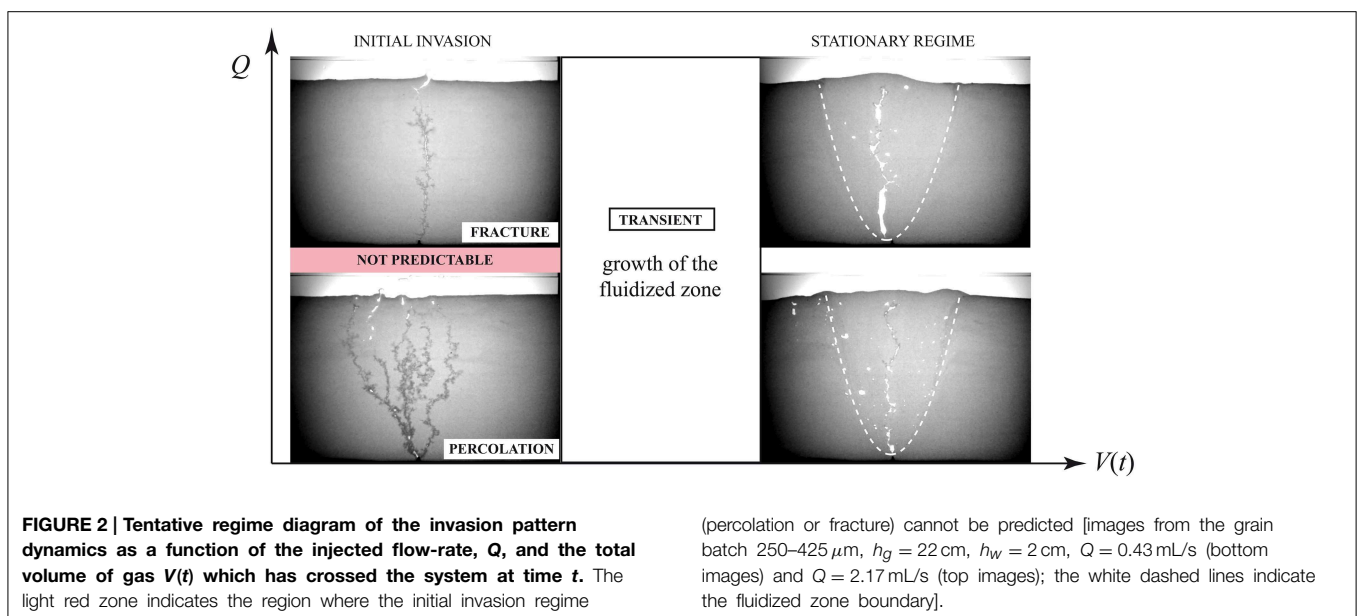 INITIAL INVASION
STATIONARY REGIME
Q
FRACTURE
NOT PREDICTABLE
PERCOLATION
TRANSIENT
growth of the
fluidized zone
V(t)
FIGURE 2 | Tentative regime diagram of the invasion pattern
dynamics as a function of the injected flow-rate, Q, and the total
volume of gas V(t) which has crossed the system at time t. The
light red zone indicates the region where the initial invasion regime
(percolation or fracture) cannot be predicted [images from the grain
batch 250–425 μm, hg = 22 cm, hw = 2 cm, Q = 0.43 mL/s (bottom
images) and Q = 2.17 mL/s (top images); the white dashed lines indicate
the fluidized zone boundary].